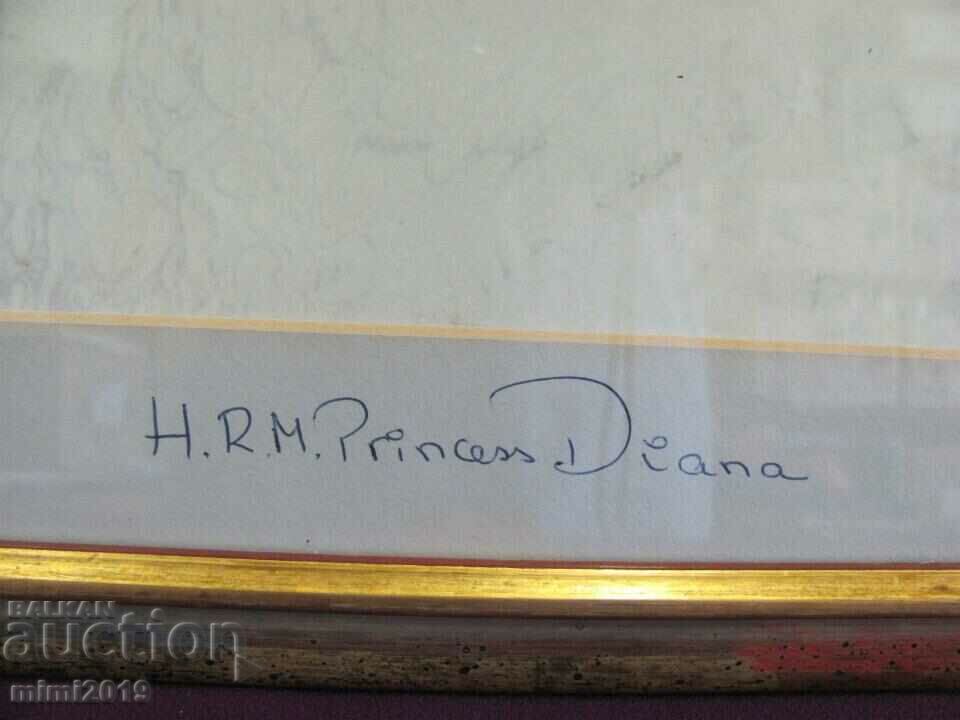 H.R.M. Princess Diana
BALKAN
auction
mimi2019